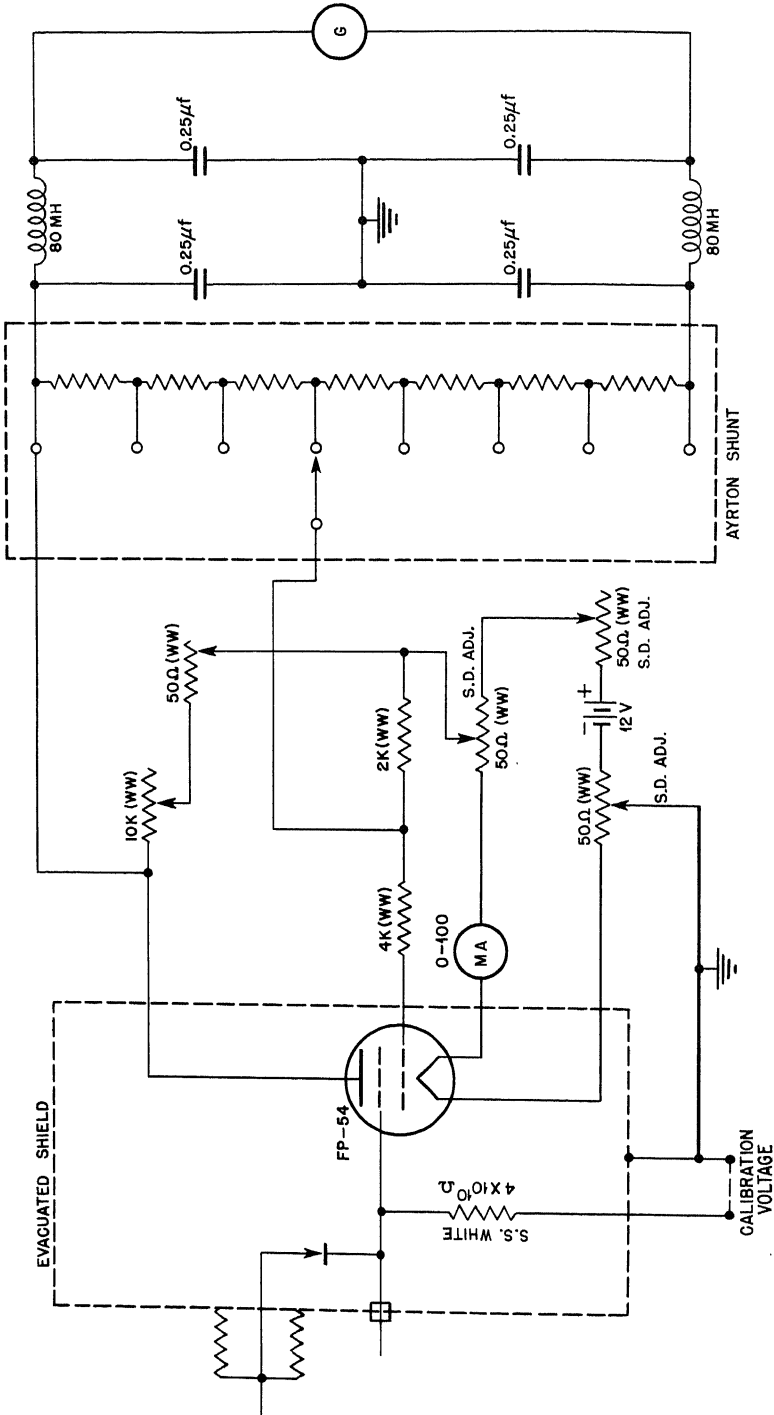 G
0.25µf
0.25µf
80 MH
0.25µf
0.25µf
80 MH
AYRTON SHUNT
50Ω (WW)
10K (WW)
2K (WW)
4K (WW)
S.D. ADJ.
50Ω (WW)
0-100
MA
50Ω (WW)
S.D. ADJ.
+
-
12 V
50Ω (WW)
S.D. ADJ.
EVACUATED SHIELD
FP-54
S.S. WHITE
4 X 10¹⁰ Ω
CALIBRATION
VOLTAGE